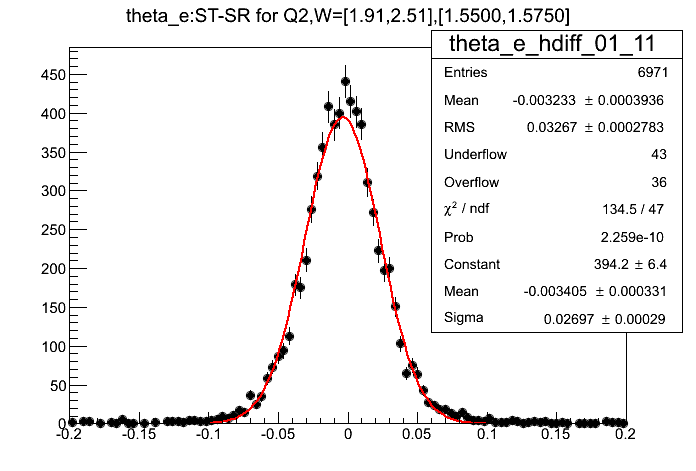 theta_e:ST-SR for Q2,W=[1.91,2.51],[1.5500,1.5750]
theta_e_hdiff_01_11
Entries 6971
Mean -0.003233 ± 0.0003936
RMS 0.03267 ± 0.0002783
Underflow 43
Overflow 36
χ² / ndf 134.5 / 47
Prob 2.259e-10
Constant 394.2 ± 6.4
Mean -0.003405 ± 0.000331
Sigma 0.02697 ± 0.00029
450
400
350
300
250
200
150
100
50
0
-0.2 -0.15 -0.1 -0.05 0 0.05 0.1 0.15 0.2